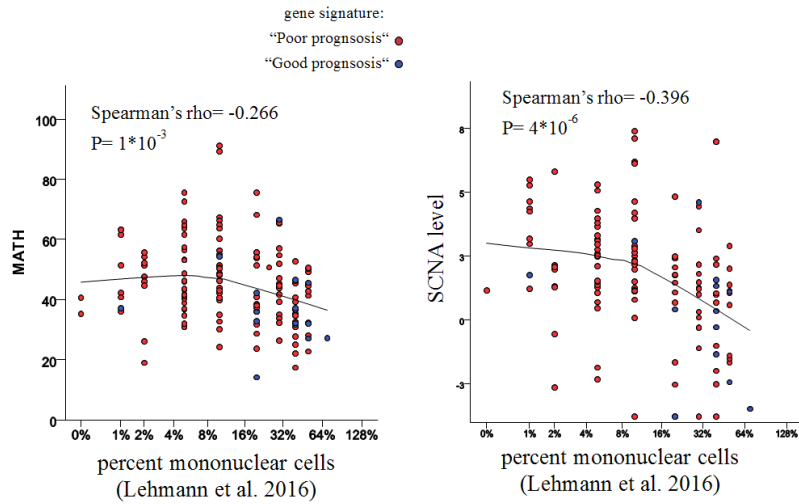 gene signature:
“Poor prognsosis“
“Good prognsosis“
Spearman’s rho= -0.266
P= 1*10-3
MATH
100
80
60
40
20
0
0% 1% 2% 4% 8% 16% 32% 64% 128%
percent mononuclear cells
(Lehmann et al. 2016)
Spearman’s rho= -0.396
P= 4*10-6
SCNA level
8
5
3
0
-3
0% 1% 2% 4% 8% 16% 32% 64% 128%
percent mononuclear cells
(Lehmann et al. 2016)